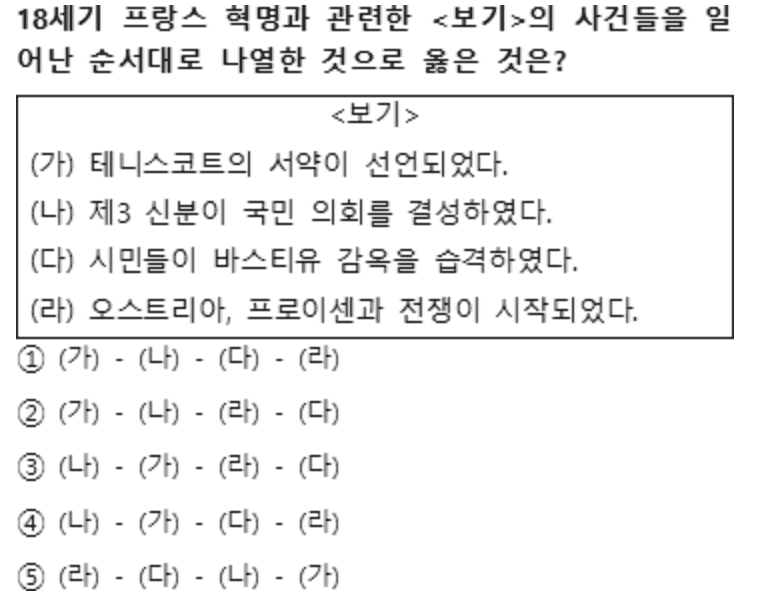 18세기 프랑스 혁명과 관련한 <보기>의 사건들을 일
어난 순서대로 나열한 것으로 옳은 것은?
<보기>
(가) 테니스코트의 서약이 선언되었다.
(나) 제3 신분이 국민 의회를 결성하였다.
(다) 시민들이 바스티유 감옥을 습격하였다.
(라) 오스트리아, 프로이센과 전쟁이 시작되었다.
① (가) - (나) - (다) - (라)
② (가) - (나) - (라) - (다)
③ (나) - (가) - (라) - (다)
④ (나) - (가) - (다) - (라)
⑤ (라) - (다) - (나) - (가)